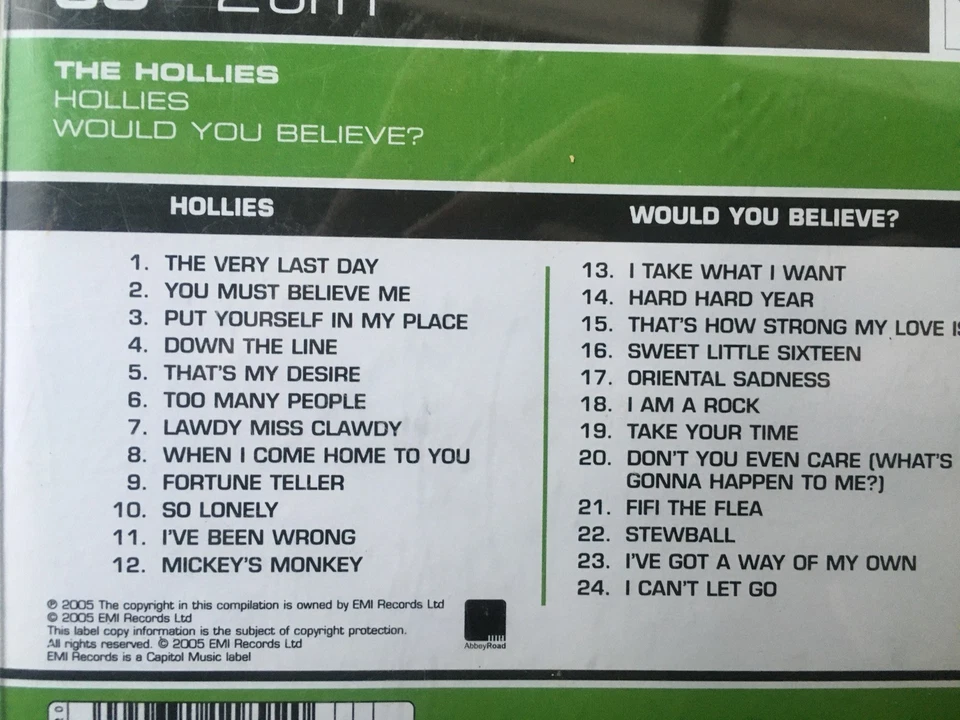 THE HOLLIES
HOLLIES
WOULD YOU BELIEVE?
HOLLIES
1. THE VERY LAST DAY
2. YOU MUST BELIEVE ME
3. PUT YOURSELF IN MY PLACE
4. DOWN THE LINE
5. THAT'S MY DESIRE
6. TOO MANY PEOPLE
7. LAWDY MISS CLAWDY
8. WHEN I COME HOME TO YOU
9. FORTUNE TELLER
10. SO LONELY
11. I'VE BEEN WRONG
12. MICKEY'S MONKEY
WOULD YOU BELIEVE?
13. I TAKE WHAT I WANT
14. HARD HARD YEAR
15. THAT'S HOW STRONG MY LOVE IS
16. SWEET LITTLE SIXTEEN
17. ORIENTAL SADNESS
18. I AM A ROCK
19. TAKE YOUR TIME
20. DON'T YOU EVEN CARE (WHAT'S
GONNA HAPPEN TO ME?)
21. FIFI THE FLEA
22. STEWBALL
23. I'VE GOT A WAY OF MY OWN
24. I CAN'T LET GO
℗ 2005 The copyright in this compilation is owned by EMI Records Ltd
© 2005 EMI Records Ltd
This label copy information is the subject of copyright protection.
All rights reserved. © 2005 EMI Records Ltd
EMI Records is a Capitol Music label
AbbeyRoad